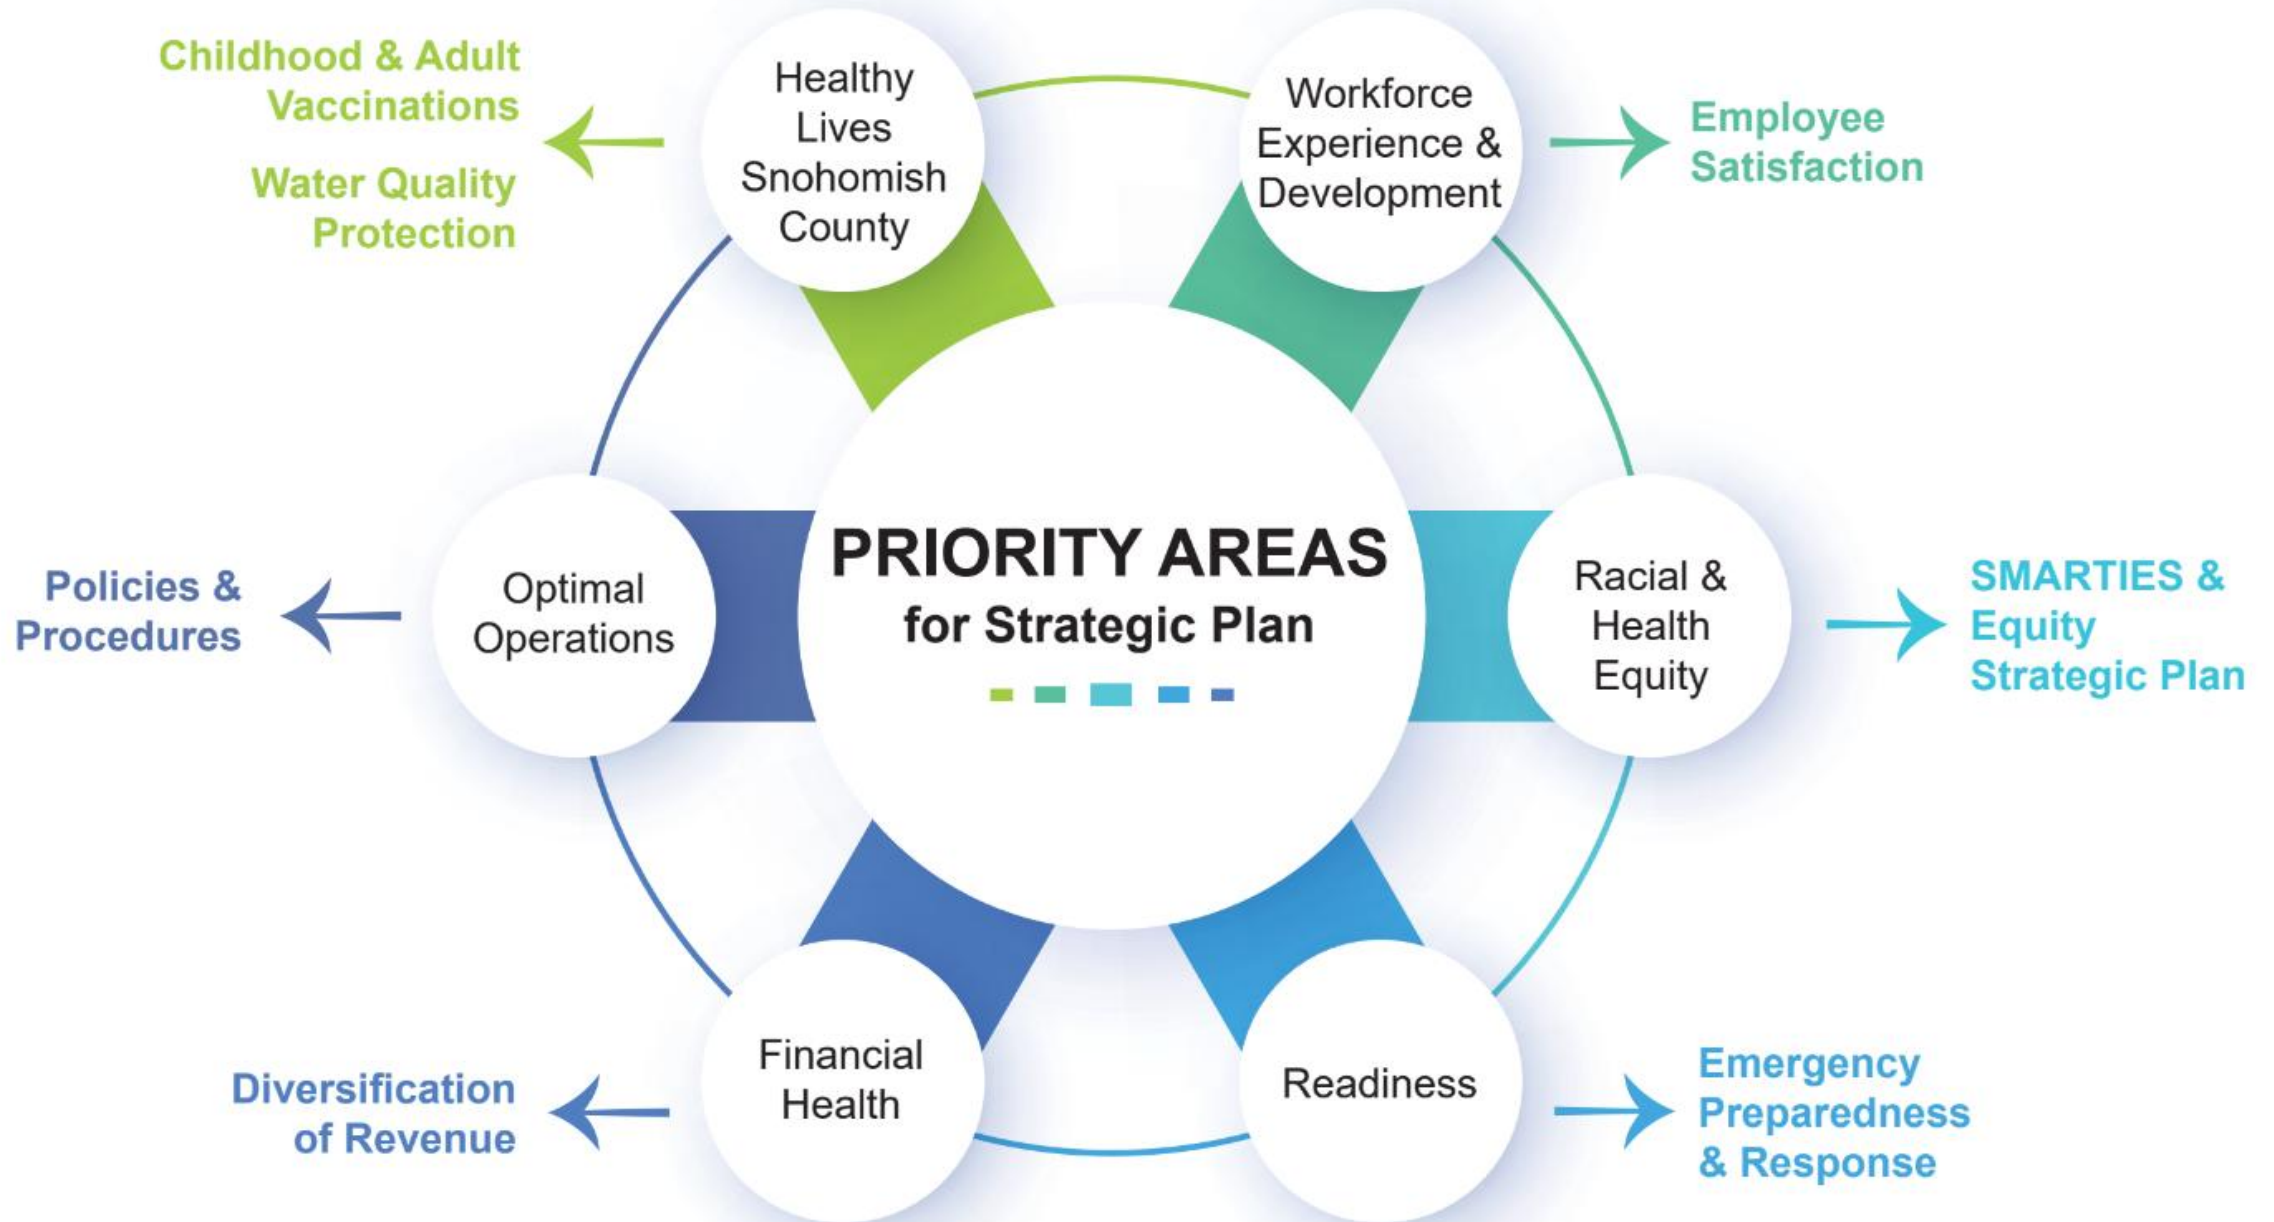 Childhood & Adult
Vaccinations
Water Quality
Protection
Healthy
Lives
Snohomish
County
Workforce
Experience &
Development
Employee
Satisfaction
Policies &
Procedures
Optimal
Operations
PRIORITY AREAS
for Strategic Plan
Racial &
Health
Equity
SMARTIES &
Equity
Strategic Plan
Diversification
of Revenue
Financial
Health
Readiness
Emergency
Preparedness
& Response